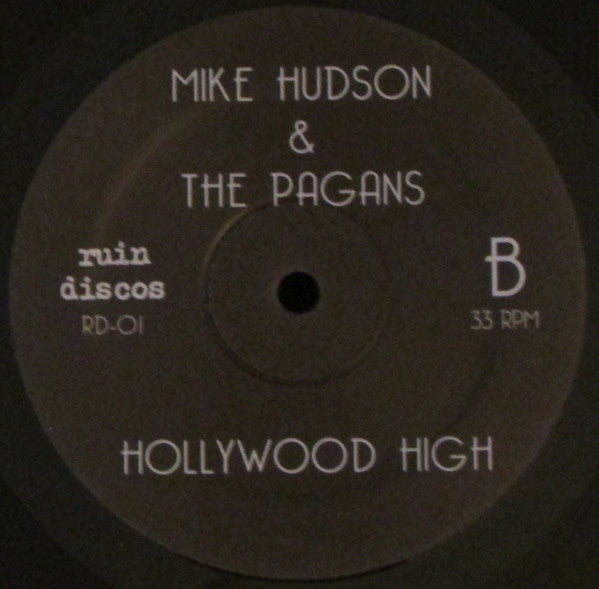 MIKE HUDSON
&
THE PAGANS
ruin
discos
RD-01
B
33 RPM
HOLLYWOOD HIGH